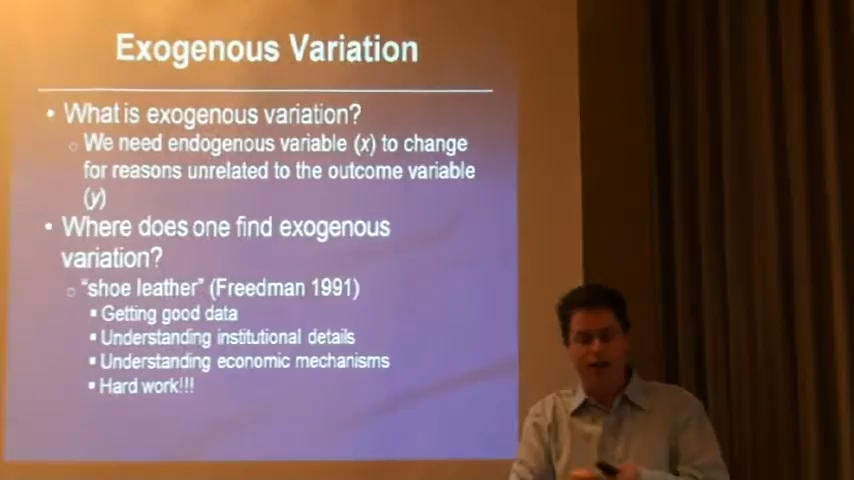 Exogenous Variation
• What is exogenous variation?
○ We need endogenous variable (x) to change
for reasons unrelated to the outcome variable
(y)
• Where does one find exogenous
variation?
○ “shoe leather” (Freedman 1991)
▪ Getting good data
▪ Understanding institutional details
▪ Understanding economic mechanisms
▪ Hard work!!!